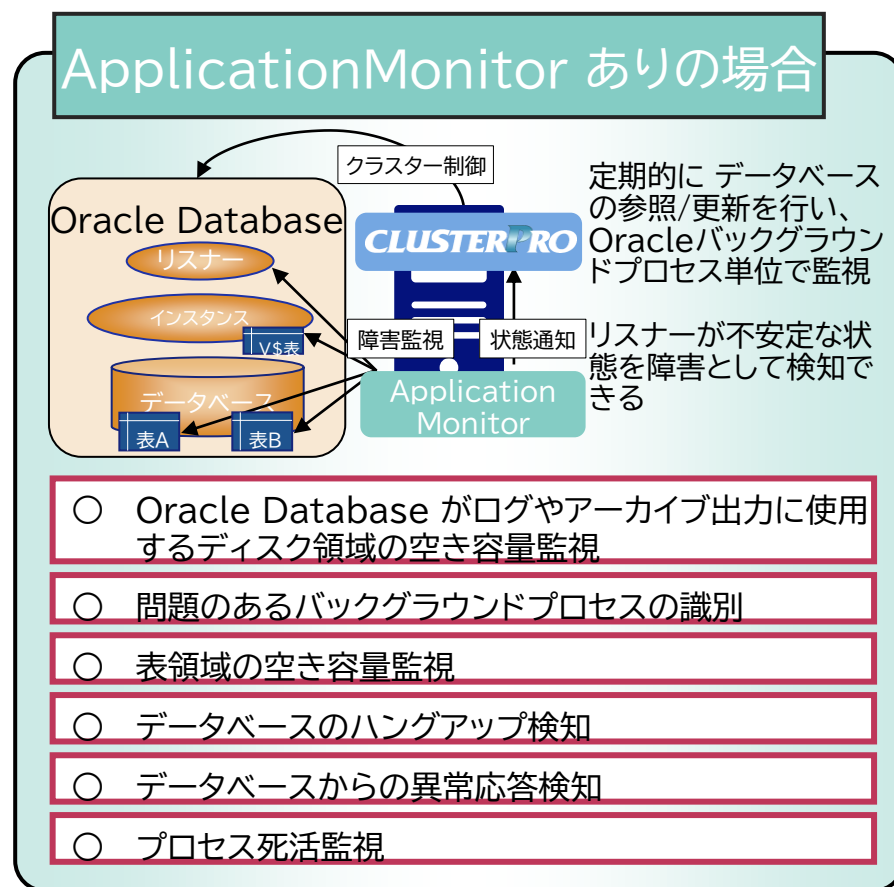 ApplicationMonitor ありの場合
クラスター制御
Oracle Database
リスナー
インスタンス
V$表
データベース
表A
表B
CLUSTERPRO
障害監視
状態通知
Application
Monitor
定期的に データベース
の参照/更新を行い、
Oracleバックグラウン
ドプロセス単位で監視
リスナーが不安定な状
態を障害として検知で
きる
○ Oracle Database がログやアーカイブ出力に使用
するディスク領域の空き容量監視
○ 問題のあるバックグラウンドプロセスの識別
○ 表領域の空き容量監視
○ データベースのハングアップ検知
○ データベースからの異常応答検知
○ プロセス死活監視